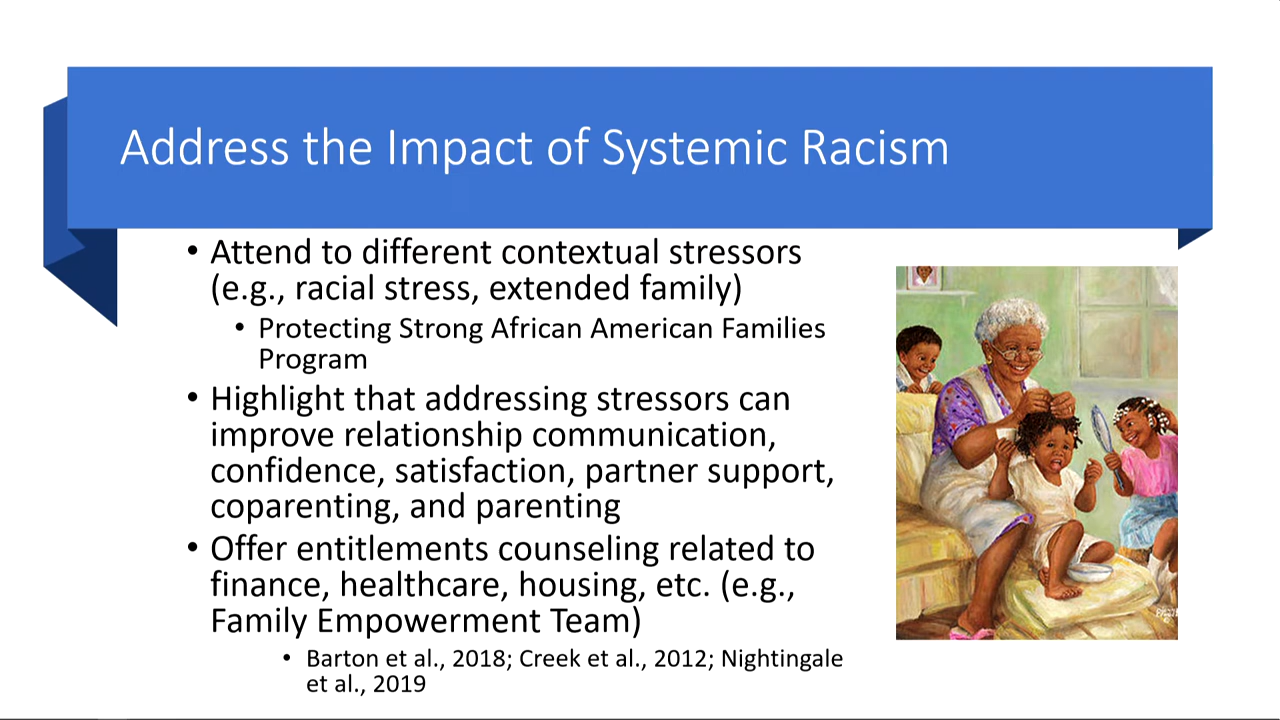 Address the Impact of Systemic Racism
• Attend to different contextual stressors
(e.g., racial stress, extended family)
• Protecting Strong African American Families
Program
• Highlight that addressing stressors can
improve relationship communication,
confidence, satisfaction, partner support,
coparenting, and parenting
• Offer entitlements counseling related to
finance, healthcare, housing, etc. (e.g.,
Family Empowerment Team)
• Barton et al., 2018; Creek et al., 2012; Nightingale
et al., 2019